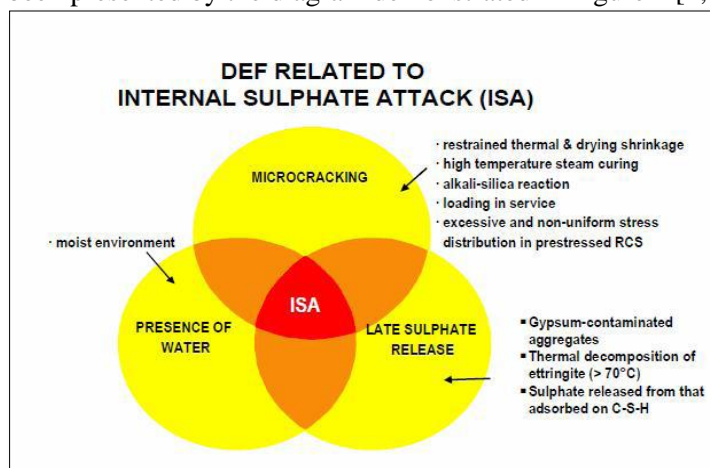 DEF RELATED TO
INTERNAL SULPHATE ATTACK (ISA)
MICROCRACKING
· restrained thermal & drying shrinkage
· high temperature steam curing
· alkali-silica reaction
· loading in service
· excessive and non-uniform stress
distribution in prestressed RCS
· moist environment
ISA
PRESENCE OF
WATER
LATE SULPHATE
RELEASE
▪ Gypsum-contaminated
aggregates
▪ Thermal decomposition of
ettringite (> 70°C)
▪ Sulphate released from that
adsorbed on C-S-H